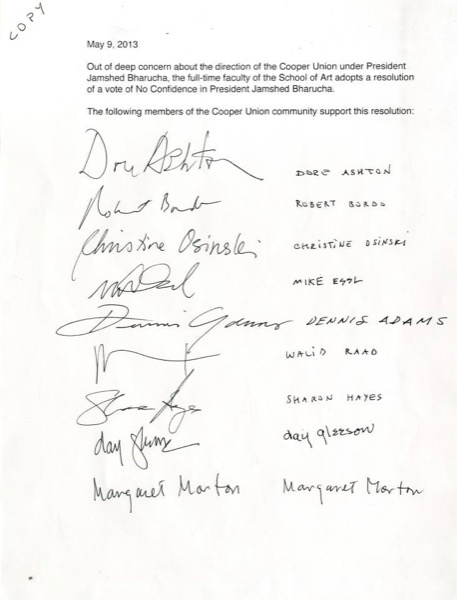 COPY
May 9, 2013
Out of deep concern about the direction of the Cooper Union under President
Jamshed Bharucha, the full-time faculty of the School of Art adopts a resolution
of a vote of No Confidence in President Jamshed Bharucha.
The following members of the Cooper Union community support this resolution:
Dore Ashton DORE ASHTON
Robert Bordo ROBERT BORDO
Christine Osinski CHRISTINE OSINSKI
MIKE ESSL
Dennis Adams DENNIS ADAMS
WALID RAAD
Sharon Hayes SHARON HAYES
day gleeson day gleeson
Margaret Morton Margaret Morton